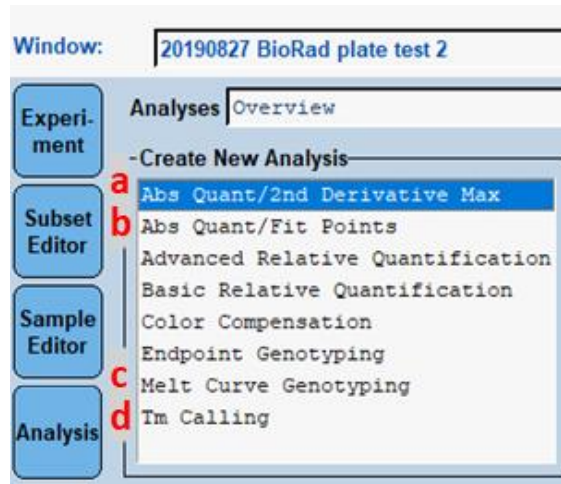 Window: 20190827 BioRad plate test 2
Experi-
ment
Analyses Overview
Create New Analysis
a Abs Quant/2nd Derivative Max
Subset
Editor
b Abs Quant/Fit Points
Advanced Relative Quantification
Basic Relative Quantification
Sample
Editor
Color Compensation
Endpoint Genotyping
c Melt Curve Genotyping
Analysis
d Tm Calling